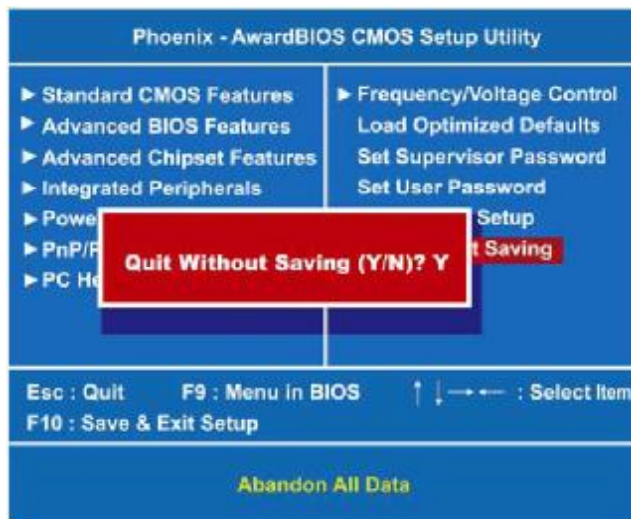 Phoenix - AwardBIOS CMOS Setup Utility
► Standard CMOS Features
► Advanced BIOS Features
► Advanced Chipset Features
► Integrated Peripherals
► Powe
► PnP/P
► PC He
► Frequency/Voltage Control
Load Optimized Defaults
Set Supervisor Password
Set User Password
Setup
t Saving
Quit Without Saving (Y/N)? Y
Esc : Quit F9 : Menu in BIOS ↑ ↓ → ← : Select Item
F10 : Save & Exit Setup
Abandon All Data